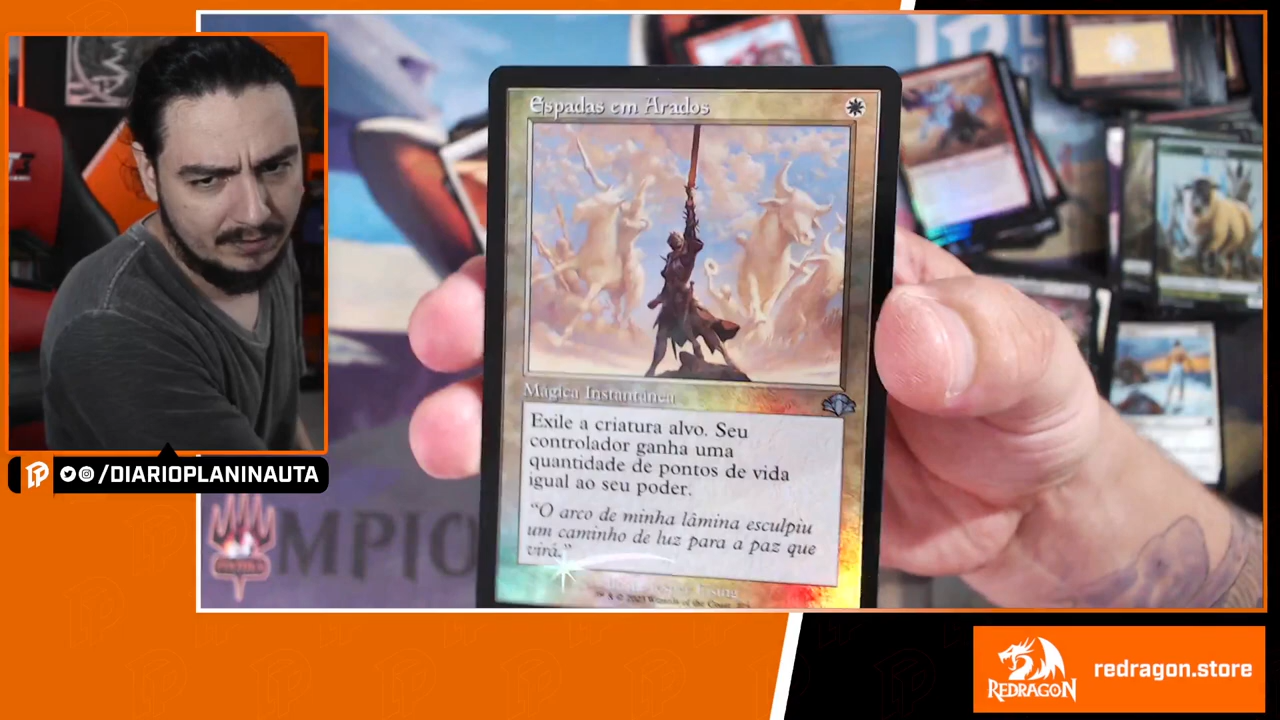 Espadas em Arados
Mágica Instantânea
Exile a criatura alvo. Seu
controlador ganha uma
quantidade de pontos de vida
igual ao seu poder.
"O arco de minha lâmina esculpiu
um caminho de luz para a paz que
virá."
/DIARIOPLANINAUTA
MPIO
REDRAGON
redragon.store